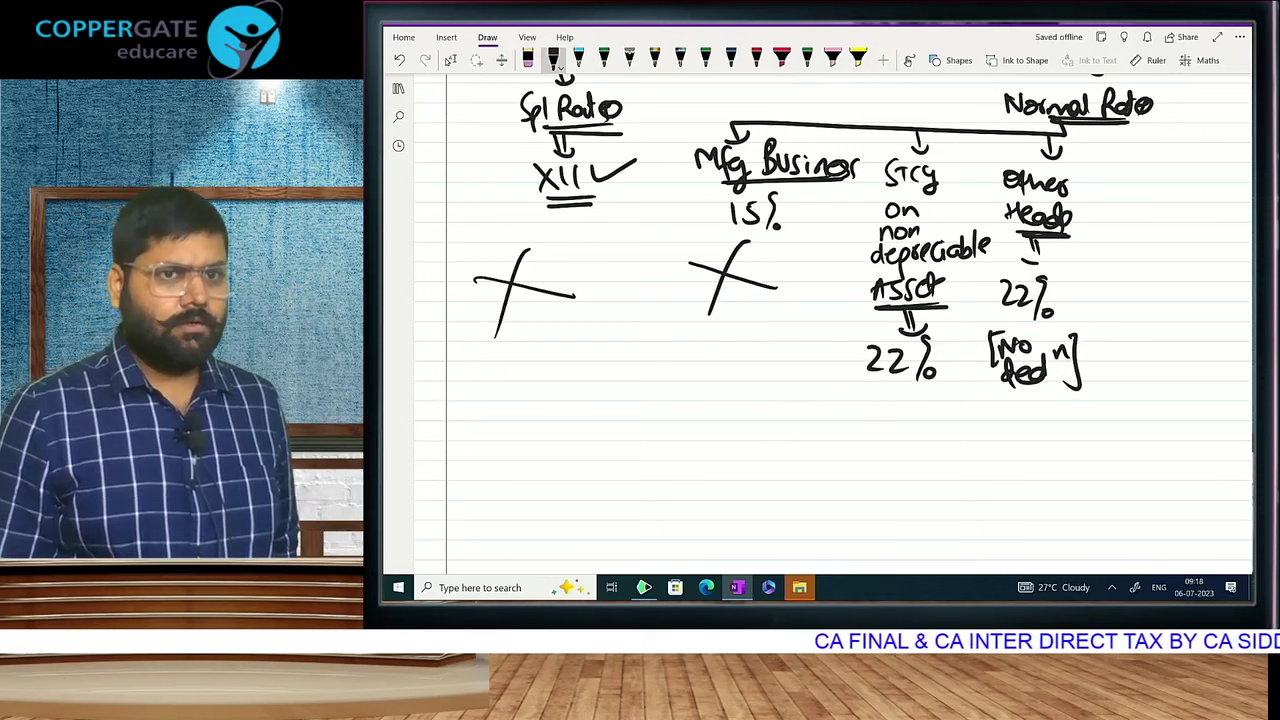 COPPERGATE
educare
Home Insert Draw View Help
Saved offline
Share
Shapes
Ink to Shape
Ink to Text
Ruler
Maths
Spl Rate
XII
Normal Rate
Mfg Business
15%
STCG
on
non
depreciable
Asset
22%
Other
Heads
22%
[No
dedn]
Type here to search
27°C Cloudy
ENG
09:18
06-07-2023
CA FINAL & CA INTER DIRECT TAX BY CA SIDD